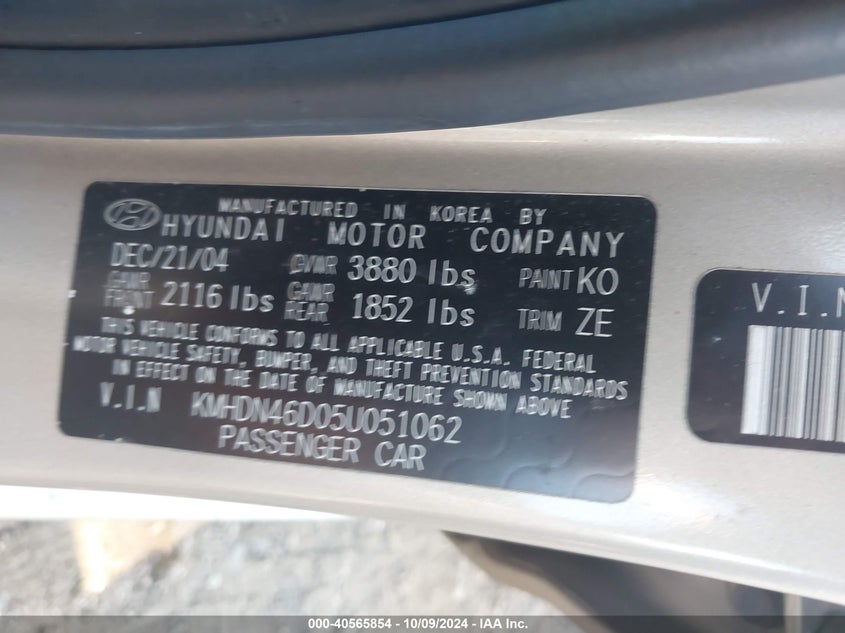 MANUFACTURED IN KOREA BY
HYUNDAI MOTOR COMPANY
DEC/21/04 GVWR 3880 lbs PAINT KO
GAWR FRONT 2116 lbs GAWR REAR 1852 lbs TRIM ZE
THIS VEHICLE CONFORMS TO ALL APPLICABLE U.S.A. FEDERAL
MOTOR VEHICLE SAFETY, BUMPER, AND THEFT PREVENTION STANDARDS
IN EFFECT ON THE DATE OF MANUFACTURE SHOWN ABOVE
V.I.N KMHDN46D05U051062
PASSENGER CAR
V.I.N
000-40565854 - 10/09/2024 - IAA Inc.